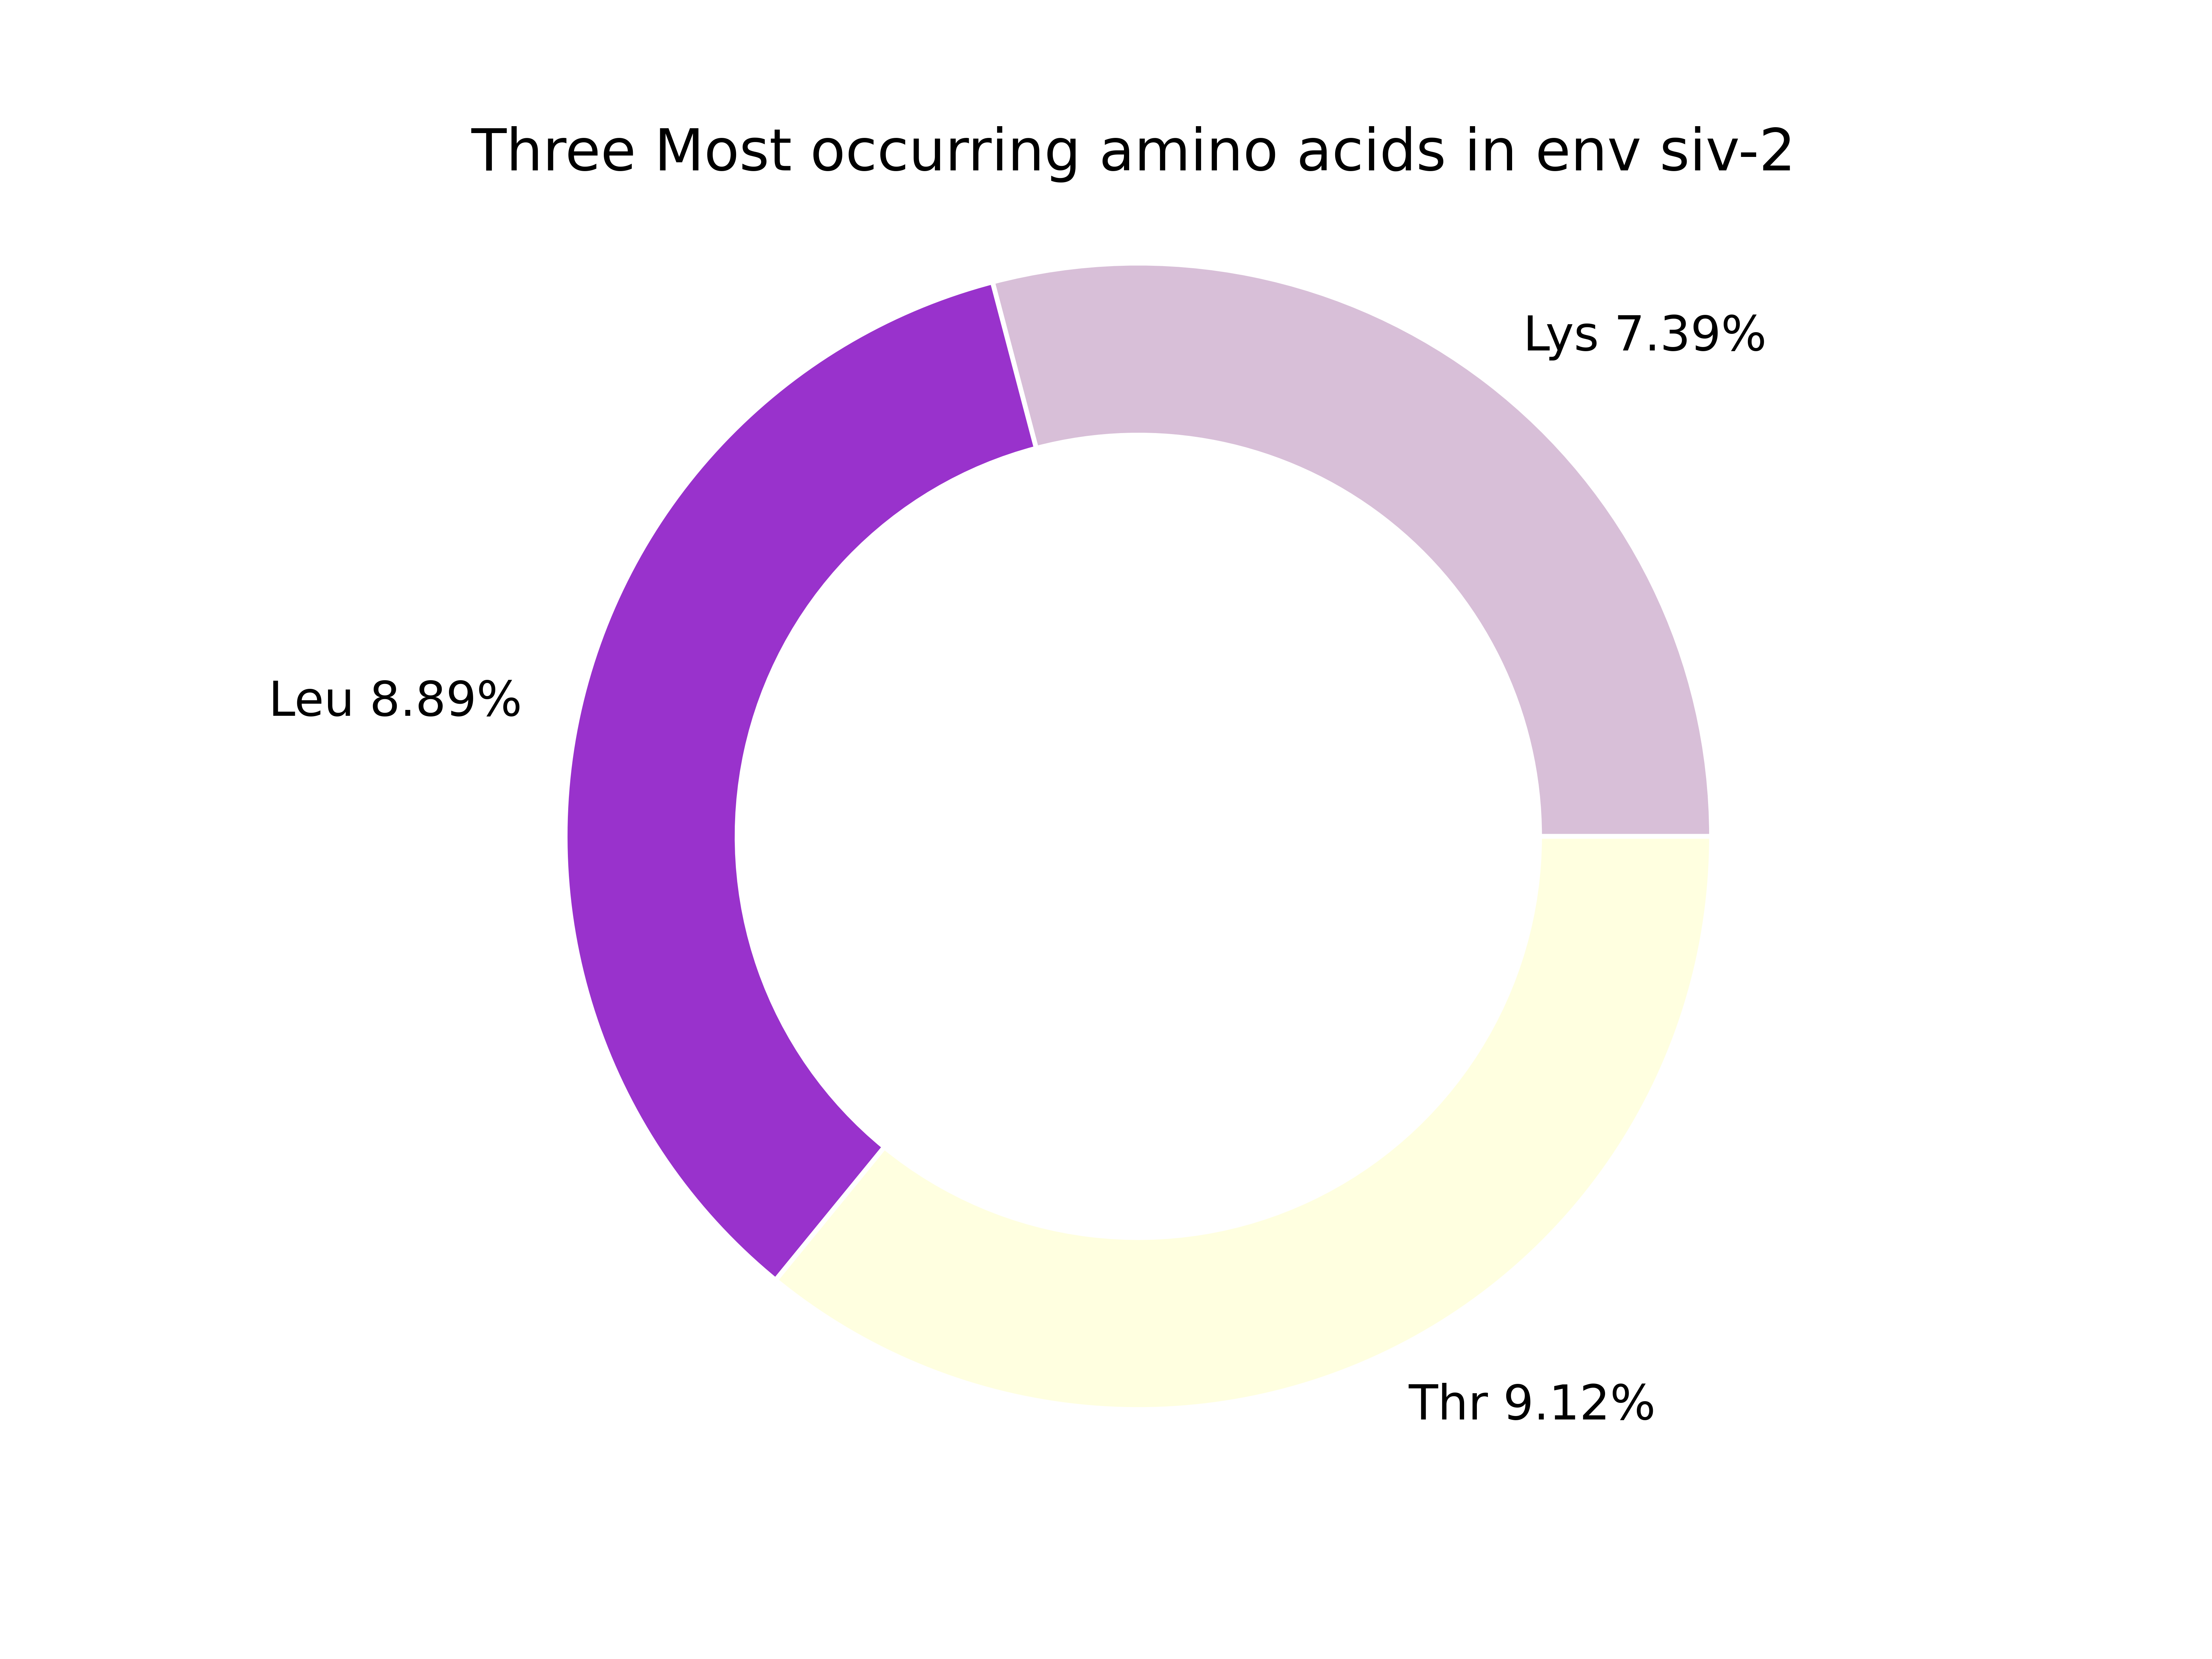 Three Most occurring amino acids in env siv-2
Lys 7.39%
Leu 8.89%
Thr 9.12%